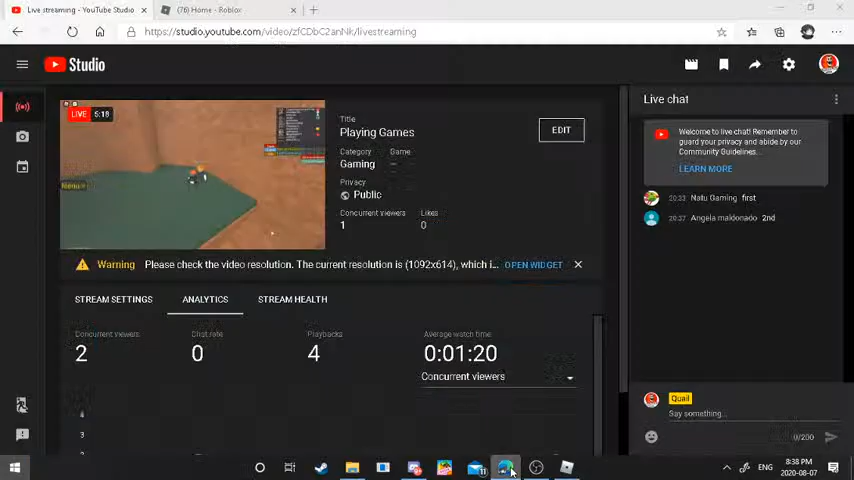 Live streaming - YouTube Studio
(76) Home - Roblox
https://studio.youtube.com/video/zfCDbC2anNk/livestreaming
Studio
LIVE 5:18
Menu
Title
Playing Games
EDIT
Category Game
Gaming —
Privacy
Public
Concurrent viewers Likes
1 0
Warning Please check the video resolution. The current resolution is (1092x614), which i... OPEN WIDGET
STREAM SETTINGS ANALYTICS STREAM HEALTH
Concurrent viewers Chat rate Playbacks Average watch time
2 0 4 0:01:20
Concurrent viewers
4
3
Live chat
Welcome to live chat! Remember to
guard your privacy and abide by our
Community Guidelines.
LEARN MORE
20:33 Natu Gaming first
20:37 Angela maldonado 2nd
Quail
Say something...
0/200
11
ENG
8:38 PM
2020-08-07